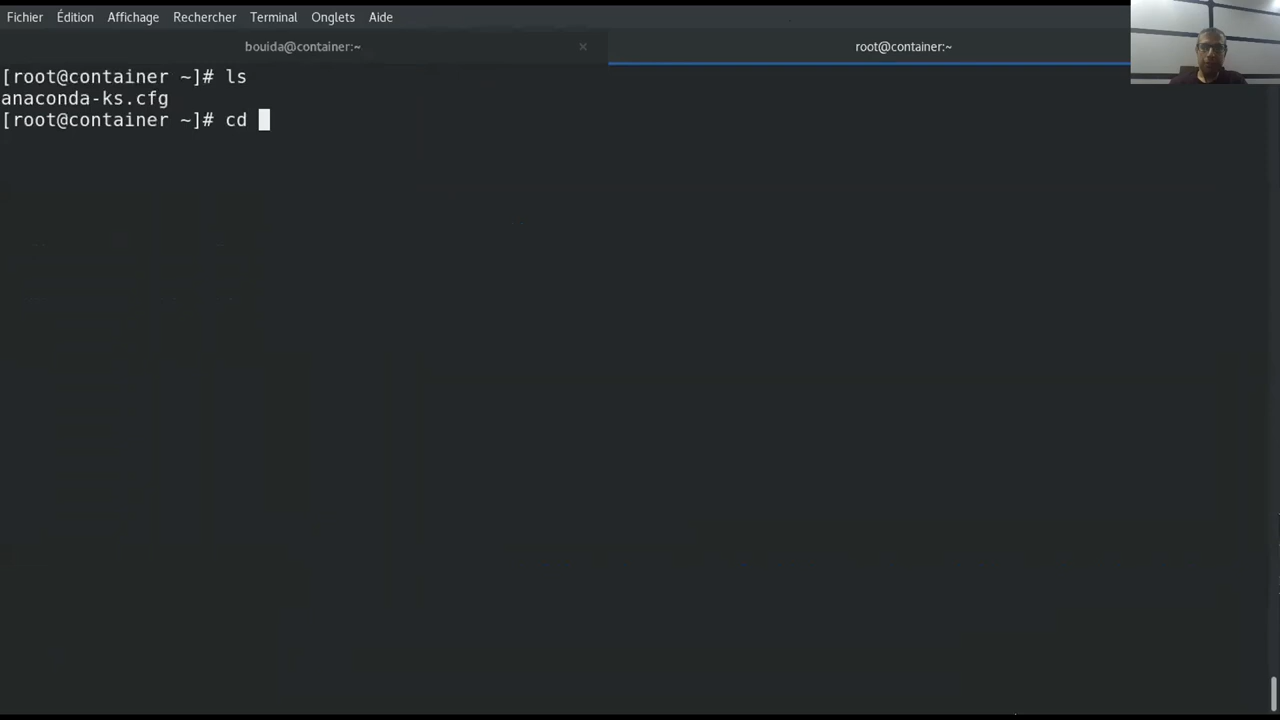 Fichier Édition Affichage Rechercher Terminal Onglets Aide
bouida@container:~ × root@container:~
[root@container ~]# ls
anaconda-ks.cfg
[root@container ~]# cd